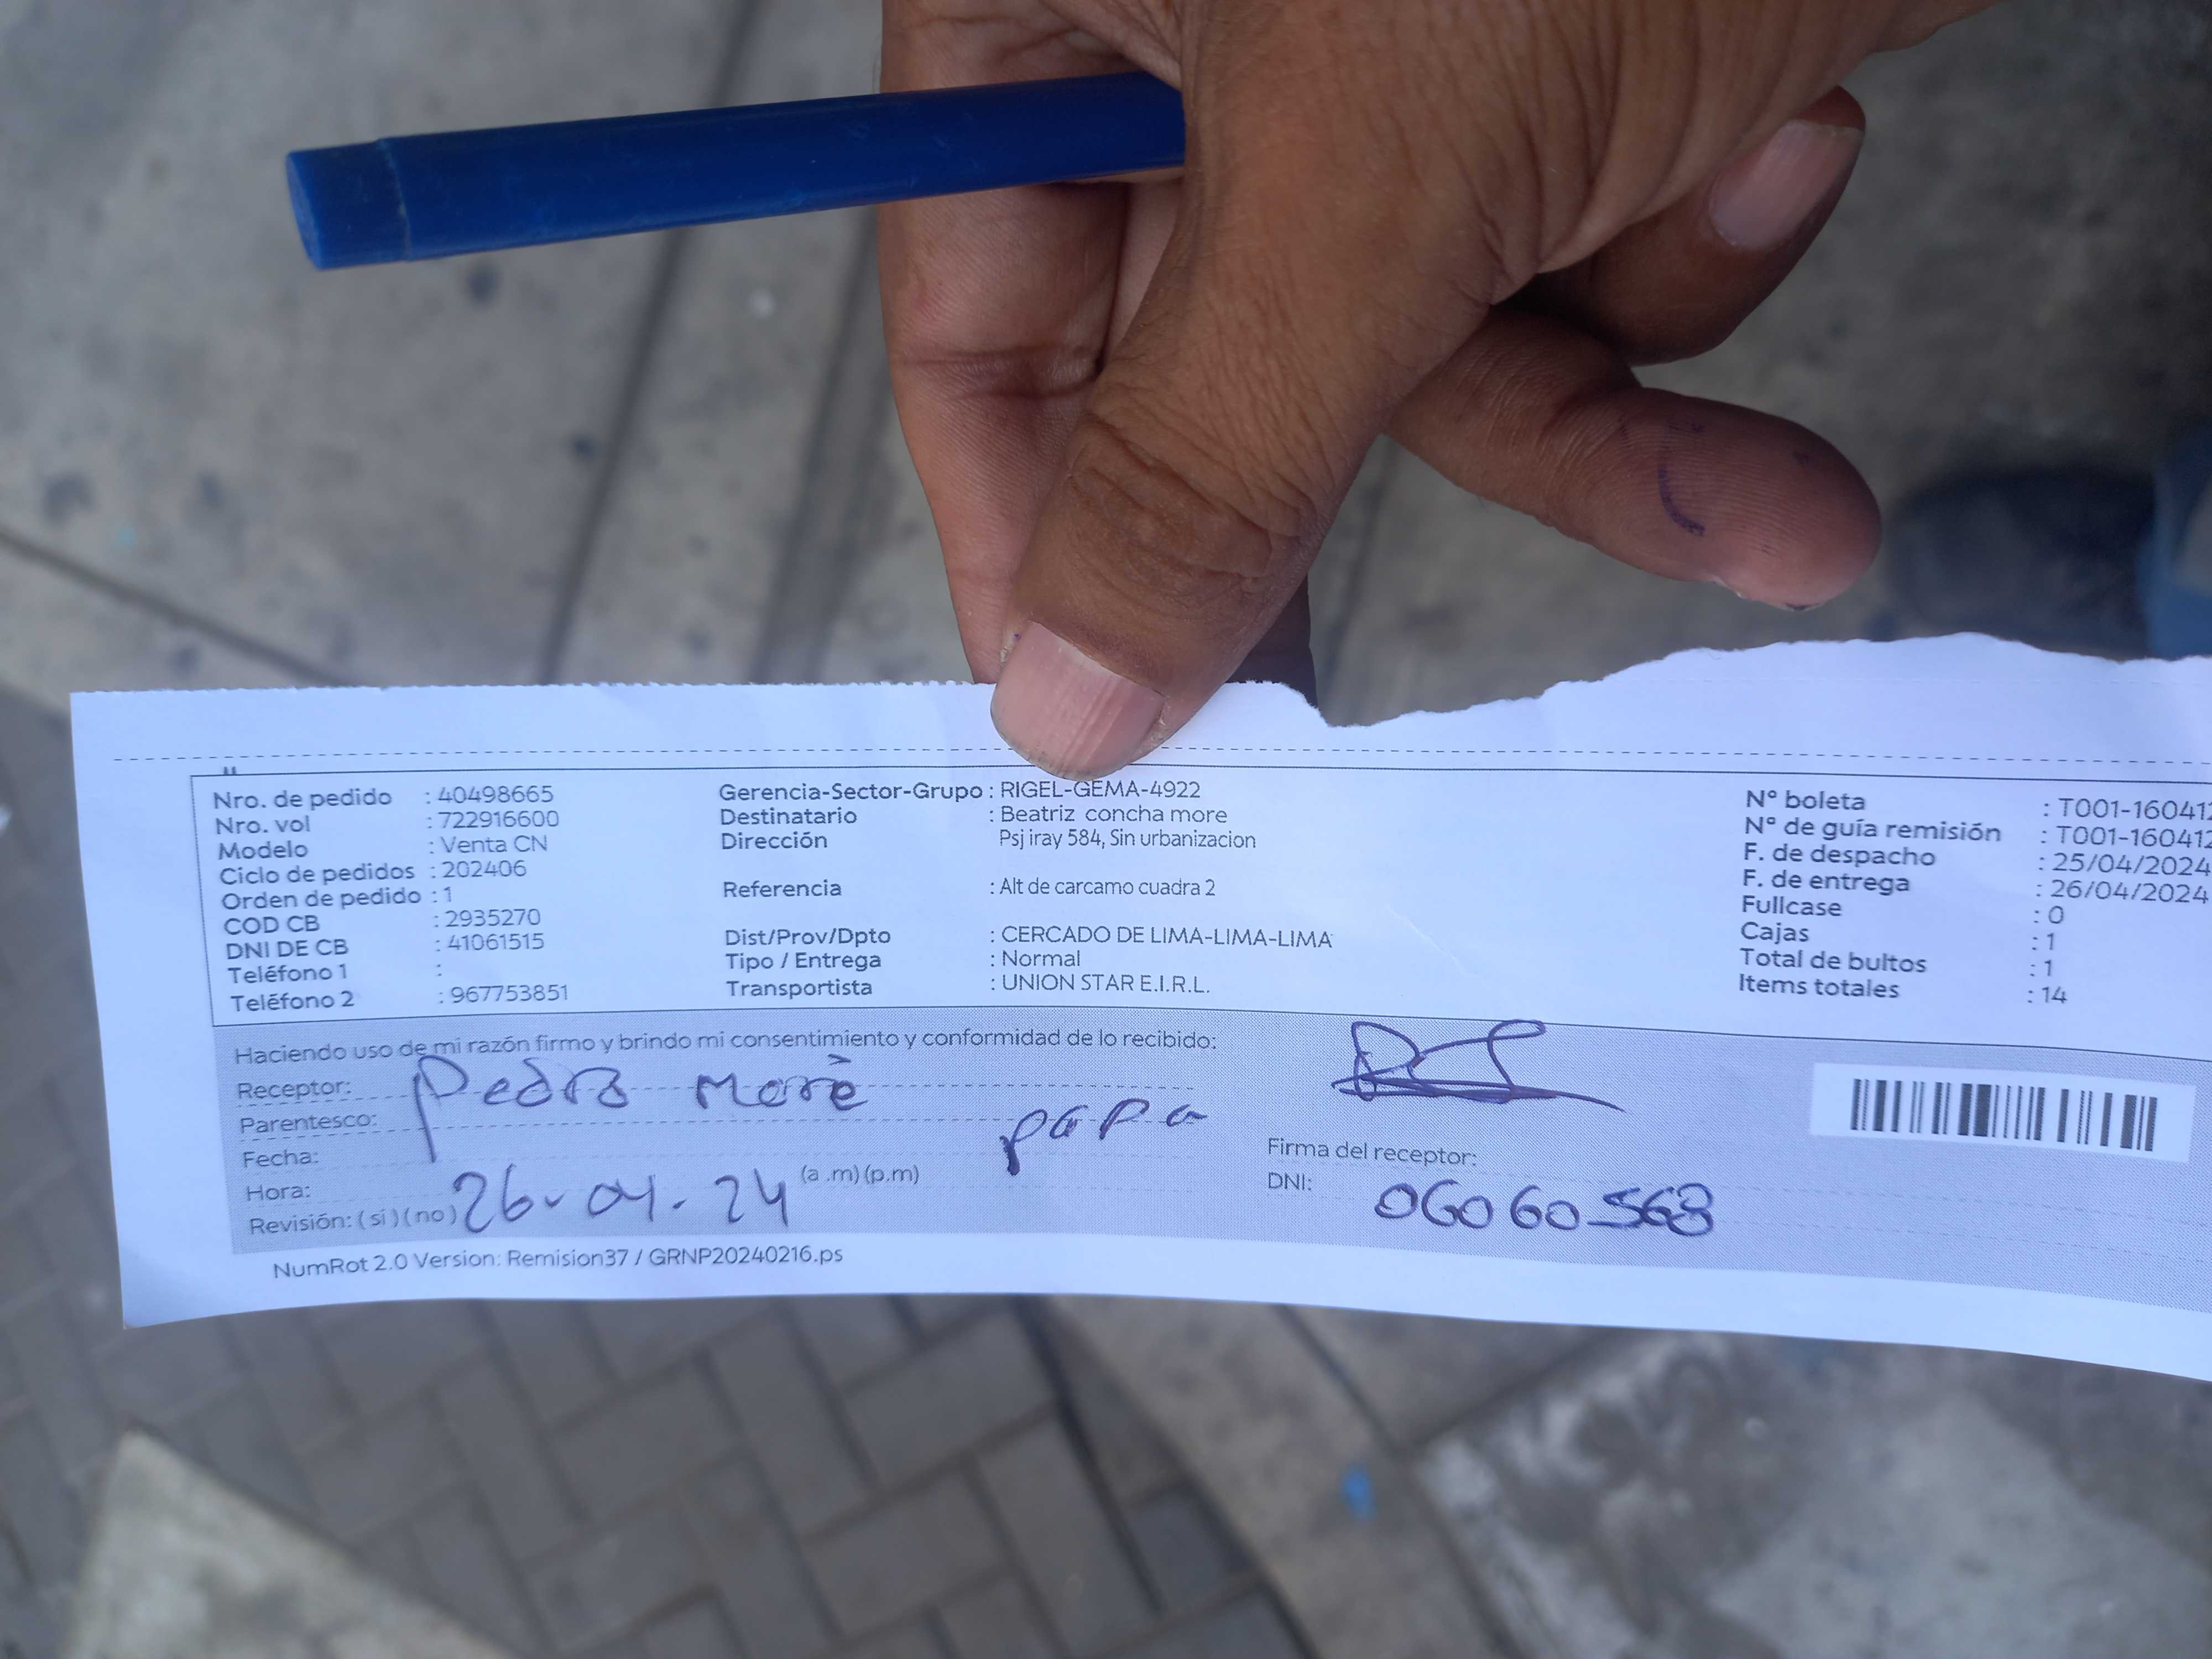 Nro. de pedido : 40498665
Nro. vol : 722916600
Modelo : Venta CN
Ciclo de pedidos : 202406
Orden de pedido : 1
COD CB : 2935270
DNI DE CB : 41061515
Teléfono 1 :
Teléfono 2 : 967753851
Gerencia-Sector-Grupo : RIGEL-GEMA-4922
Destinatario : Beatriz concha more
Dirección Psj iray 584, Sin urbanizacion
Referencia : Alt de carcamo cuadra 2
Dist/Prov/Dpto : CERCADO DE LIMA-LIMA-LIMA
Tipo / Entrega : Normal
Transportista : UNION STAR E.I.R.L.
N° boleta : T001-160412
N° de guía remisión : T001-160412
F. de despacho : 25/04/2024
F. de entrega : 26/04/2024
Fullcase : 0
Cajas : 1
Total de bultos : 1
Items totales : 14
Haciendo uso de mi razón firmo y brindo mi consentimiento y conformidad de lo recibido:
Receptor: Pedro Moré
Parentesco: papa
Fecha:
Hora: 26-04-24 (a .m) (p.m)
Revisión: ( si ) ( no )
Firma del receptor:
DNI: 06060568
NumRot 2.0 Version: Remision37 / GRNP20240216.ps